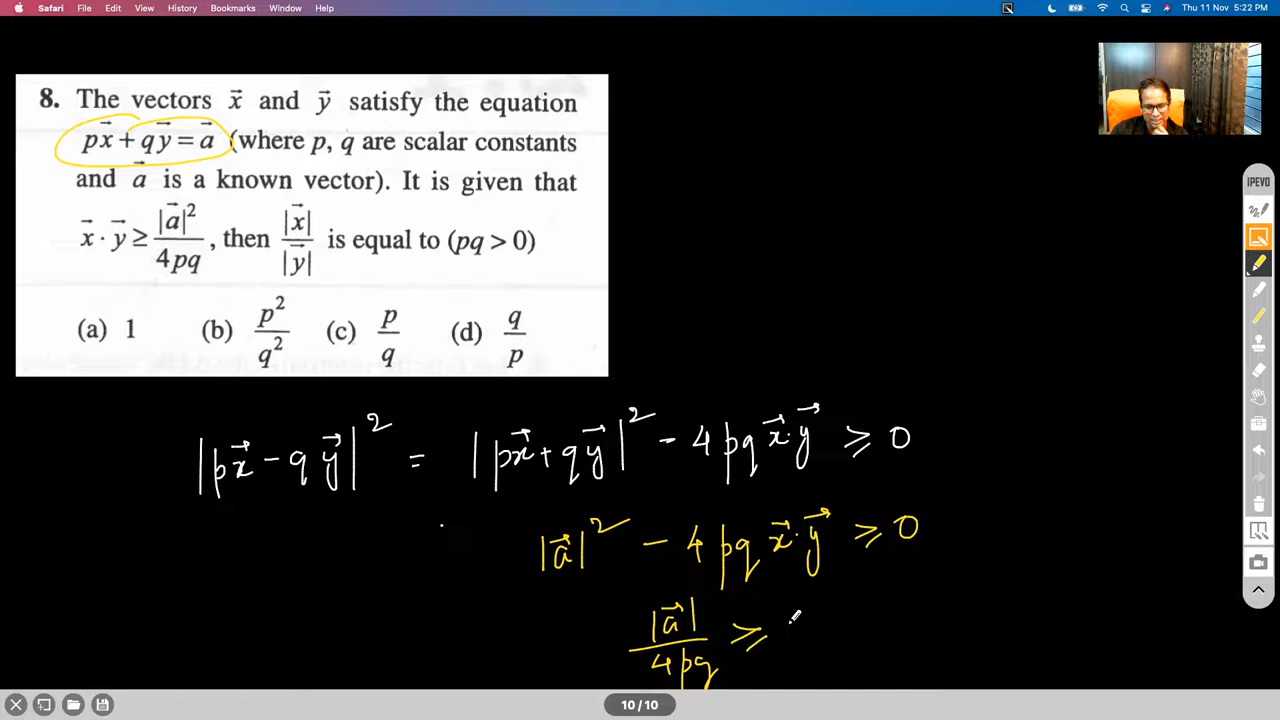 Safari File Edit View History Bookmarks Window Help Thu 11 Nov 5:22 PM
8. The vectors x⃗ and y⃗ satisfy the equation
px⃗ + qy⃗ = a⃗ (where p, q are scalar constants
and a⃗ is a known vector). It is given that
x⃗ · y⃗ ≥ |a⃗|²/4pq, then |x⃗|/|y⃗| is equal to (pq > 0)
(a) 1 (b) p²/q² (c) p/q (d) q/p
|px⃗ - qy⃗|² = |px⃗ + qy⃗|² - 4pq x⃗·y⃗ ≥ 0
|a⃗|² - 4pq x⃗·y⃗ ≥ 0
|a⃗|/4pq ≥
IPEVO
10 / 10